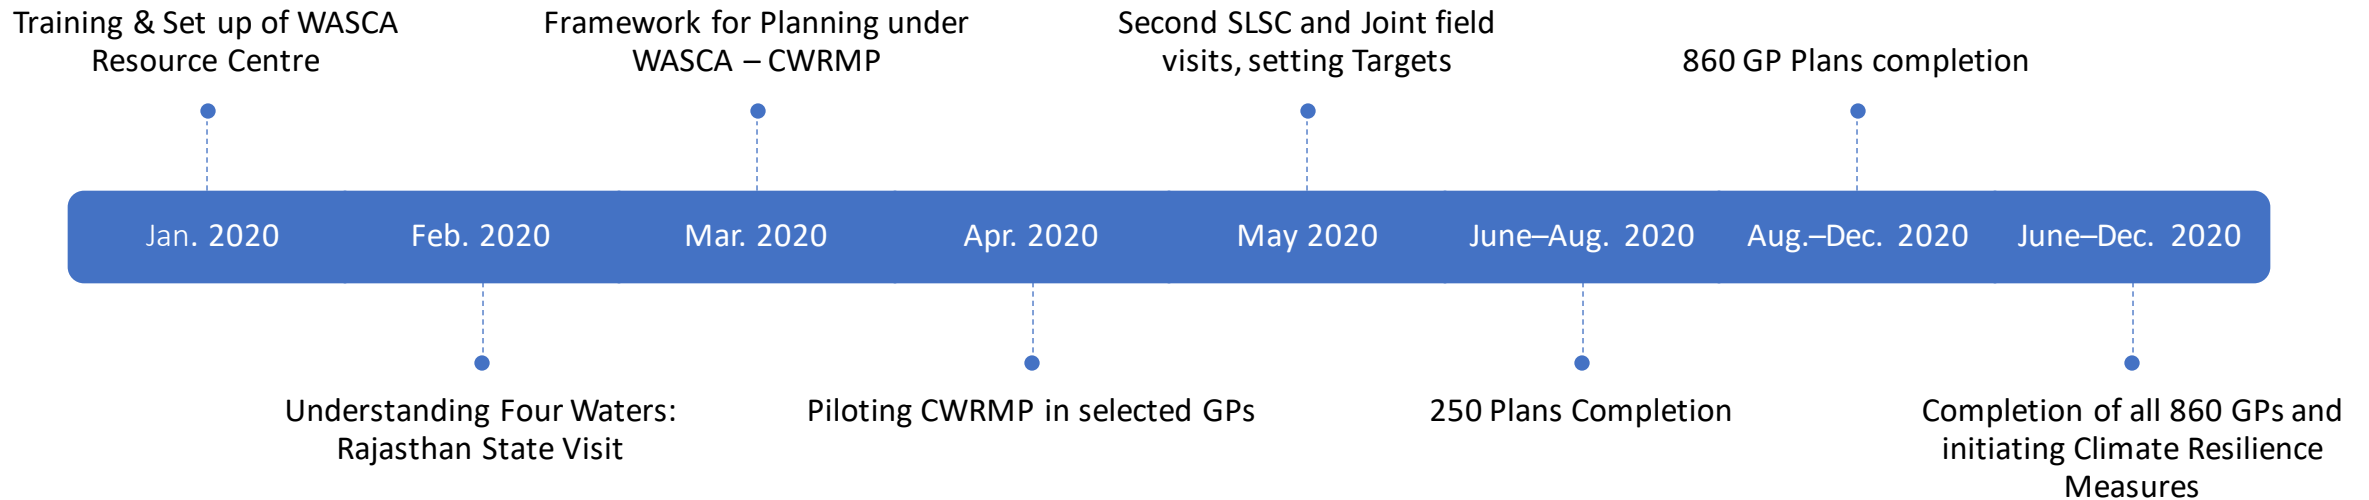 Training & Set up of WASCA
Resource Centre
Framework for Planning under
WASCA – CWRMP
Second SLSC and Joint field
visits, setting Targets
860 GP Plans completion
Jan. 2020
Feb. 2020
Mar. 2020
Apr. 2020
May 2020
June–Aug. 2020
Aug.–Dec. 2020
June–Dec. 2020
Understanding Four Waters:
Rajasthan State Visit
Piloting CWRMP in selected GPs
250 Plans Completion
Completion of all 860 GPs and
initiating Climate Resilience
Measures